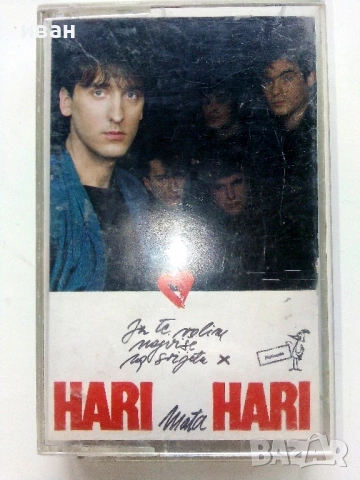 иван
Ja te volim
najviše
na svijetu x
HARI Mata HARI
BAZAR